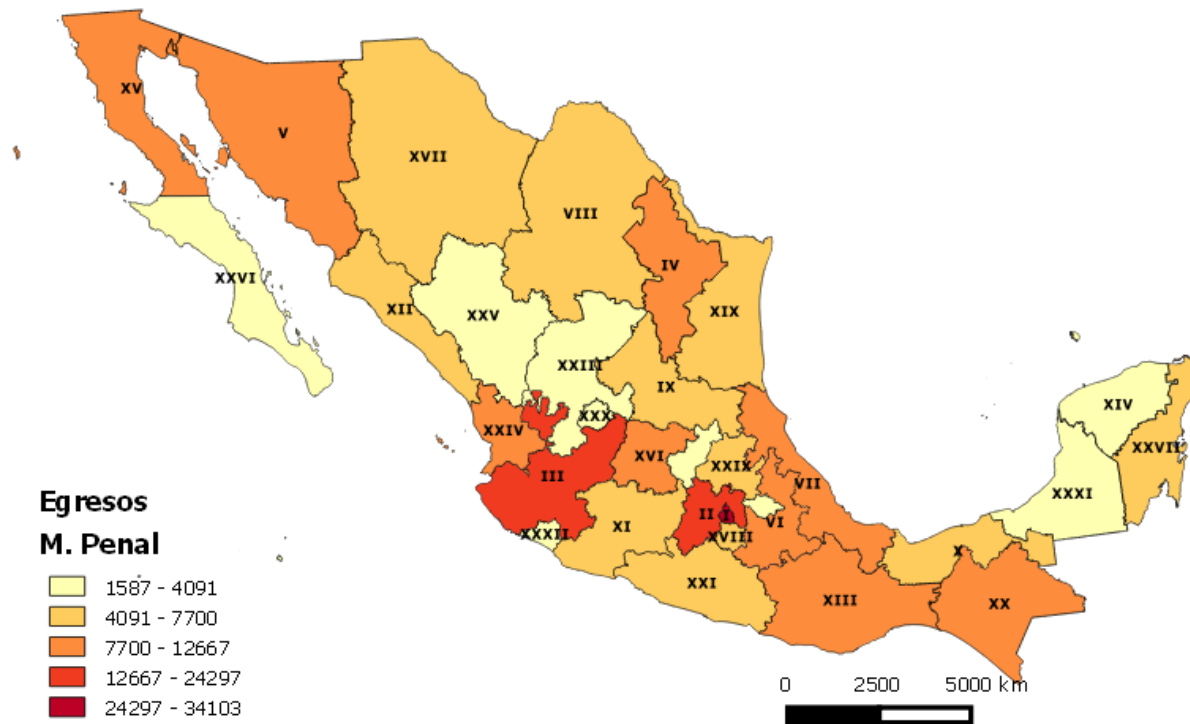 XV
V
XVII
VIII
IV
XXVI
XII
XXV
XIX
XXIII
IX
XXX
XXIV
XIV
XVI
XXIX
XXVII
III
VII
XXXI
II
I
VI
XI
XXXII
XVIII
X
XXI
XIII
XX
Egresos
M. Penal
1587 - 4091
4091 - 7700
7700 - 12667
12667 - 24297
24297 - 34103
0 2500 5000 km